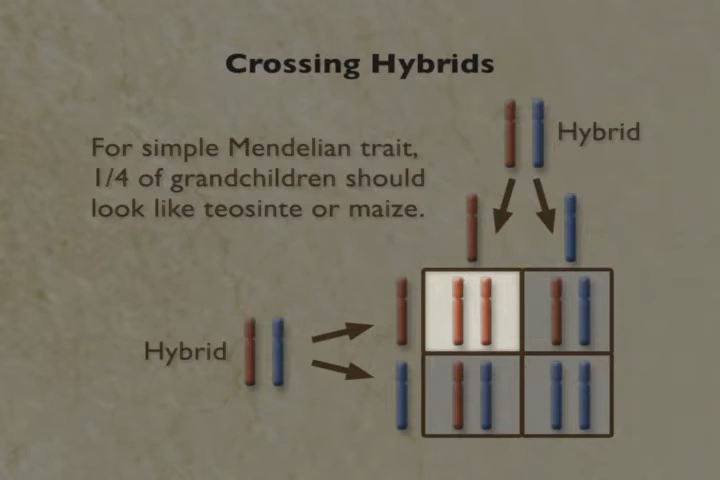 Crossing Hybrids
Hybrid
For simple Mendelian trait,
1/4 of grandchildren should
look like teosinte or maize.
Hybrid